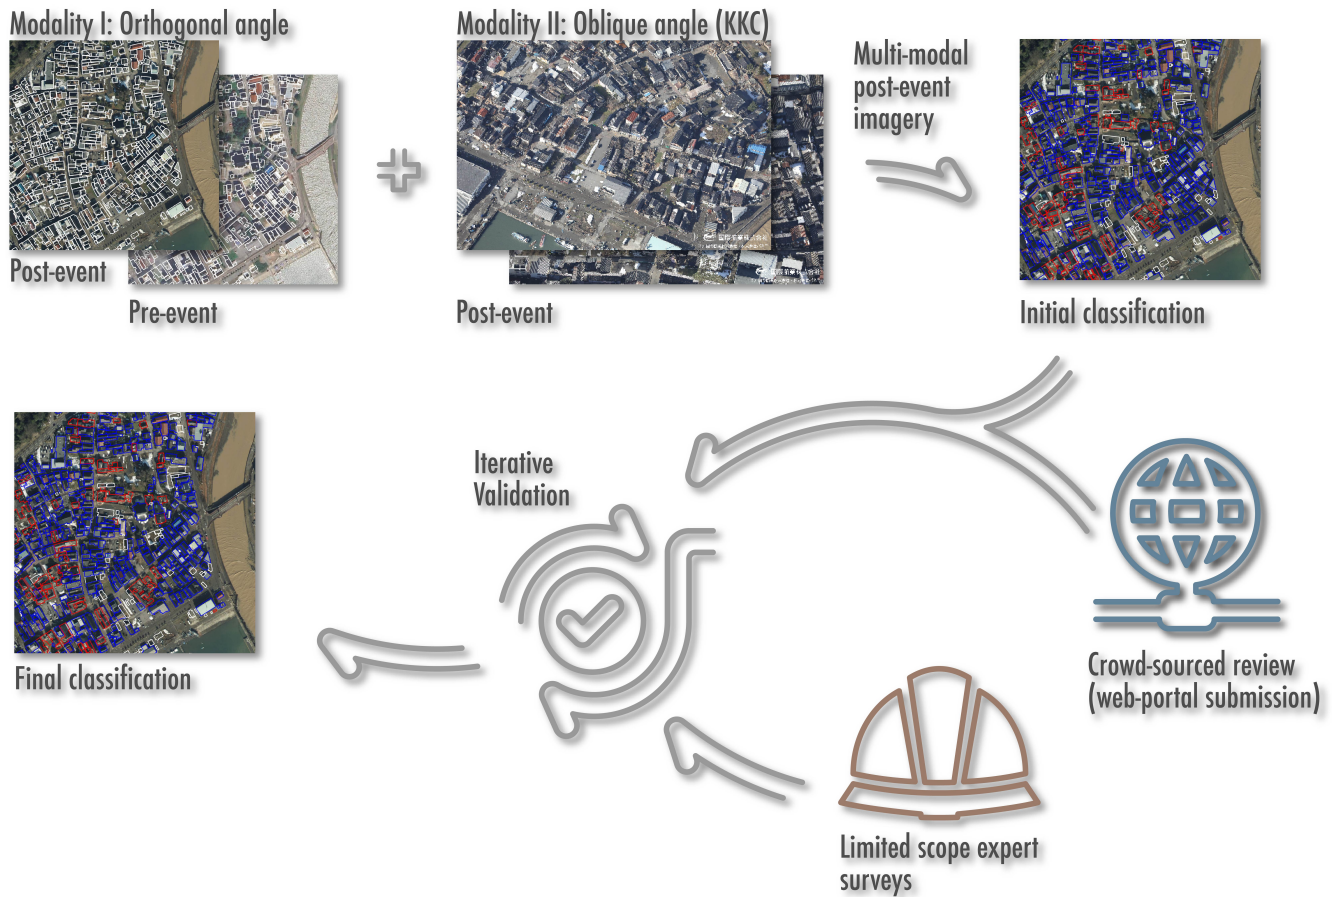 Modality I: Orthogonal angle
Modality II: Oblique angle (KKC)
Multi-modal
post-event
imagery
Post-event
Pre-event
Post-event
Initial classification
Iterative
Validation
Final classification
Crowd-sourced review
(web-portal submission)
Limited scope expert
surveys